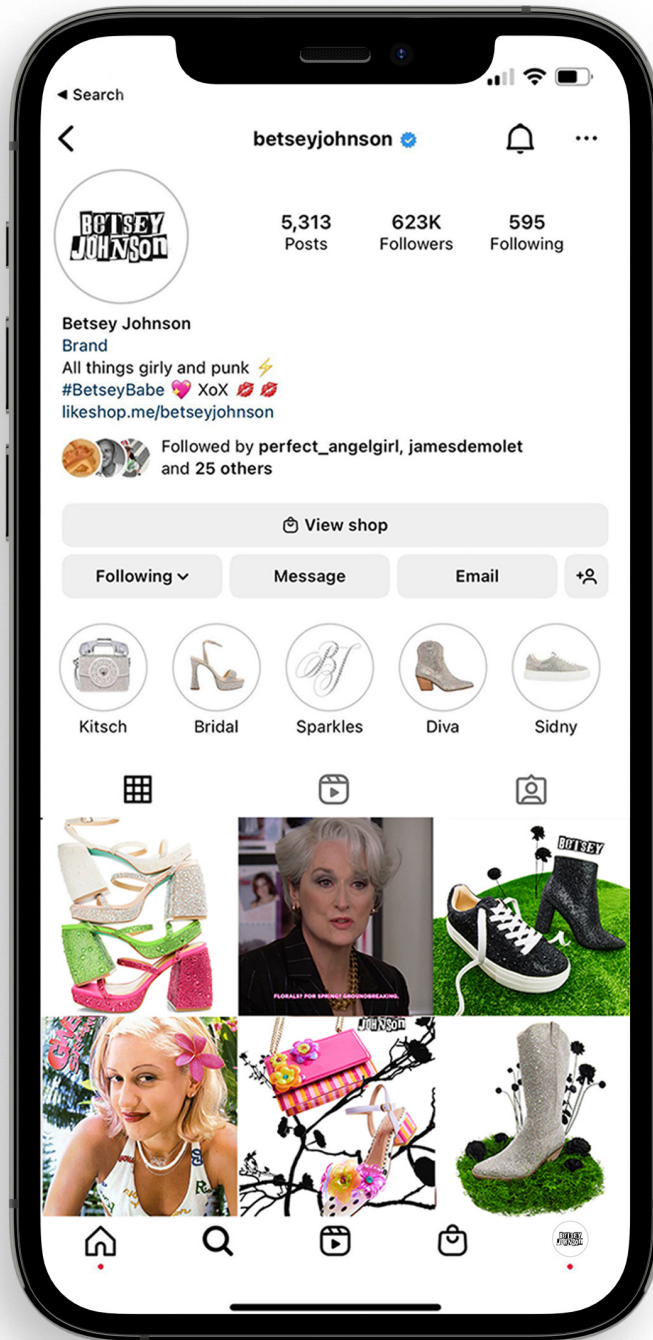 ◀ Search
betseyjohnson
BETSEY
JOHNSON
5,313
Posts
623K
Followers
595
Following
Betsey Johnson
Brand
All things girly and punk ⚡
#BetseyBabe 💖 XoX 💋 💋
likeshop.me/betseyjohnson
Followed by perfect_angelgirl, jamesdemolet
and 25 others
View shop
Following
Message
Email
Kitsch
Bridal
Sparkles
Diva
Sidny
BETSEY
FLORALS? FOR SPRING? GROUNDBREAKING.
JOHNSON
BETSEY
JOHNSON